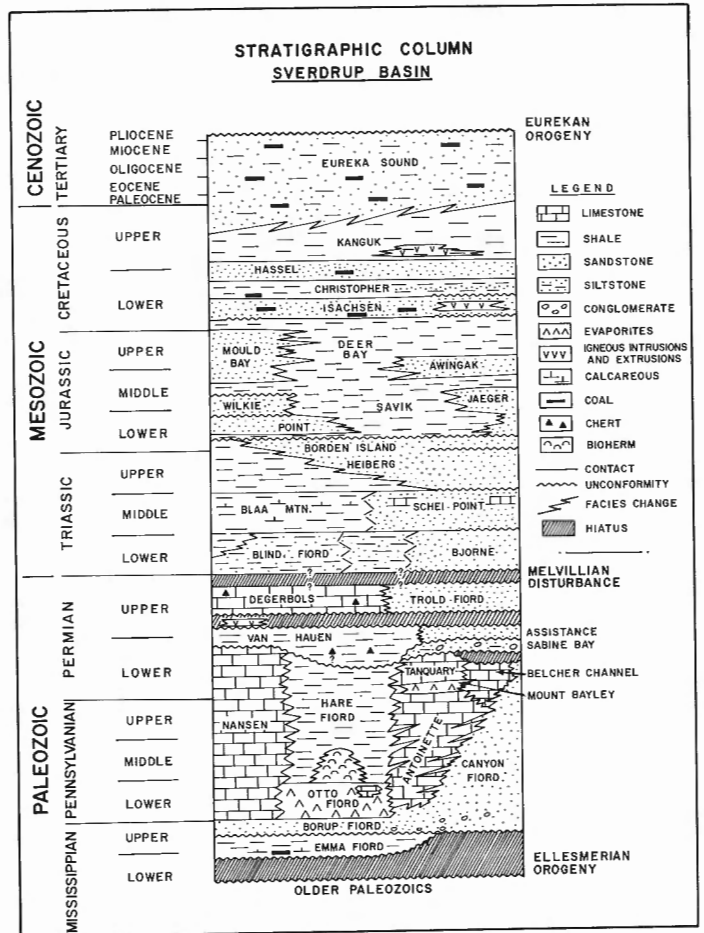 STRATIGRAPHIC COLUMN
SVERDRUP BASIN
CENOZOIC
TERTIARY
PLIOCENE
MIOCENE
OLIGOCENE
EOCENE
PALEOCENE
EUREKA SOUND
EUREKAN
OROGENY
MESOZOIC
CRETACEOUS
UPPER
LOWER
KANGUK
V V V
HASSEL
CHRISTOPHER
ISACHSEN
V V V
JURASSIC
UPPER
MIDDLE
LOWER
MOULD
BAY
DEER
BAY
AWINGAK
WILKIE
POINT
SAVIK
JAEGER
TRIASSIC
UPPER
MIDDLE
LOWER
BORDEN ISLAND
HEIBERG
BLAA MTN.
SCHEI POINT
BLIND FIORD
BJORNE
?
?
MELVILLIAN
DISTURBANCE
PALEOZOIC
PERMIAN
UPPER
LOWER
DEGERBOLS
TROLD FIORD
V V V
VAN HAUEN
?
ASSISTANCE
SABINE BAY
TANQUARY
BELCHER CHANNEL
MOUNT BAYLEY
PENNSYLVANIAN
UPPER
MIDDLE
LOWER
NANSEN
HARE
FIORD
ANTOINETTE
CANYON
FIORD
OTTO
FIORD
BORUP FIORD
MISSISSIPPIAN
UPPER
LOWER
EMMA FIORD
ELLESMERIAN
OROGENY
OLDER PALEOZOICS
LEGEND
LIMESTONE
SHALE
SANDSTONE
SILTSTONE
CONGLOMERATE
EVAPORITES
VVV
IGNEOUS INTRUSIONS
AND EXTRUSIONS
CALCAREOUS
COAL
CHERT
BIOHERM
CONTACT
UNCONFORMITY
FACIES CHANGE
HIATUS